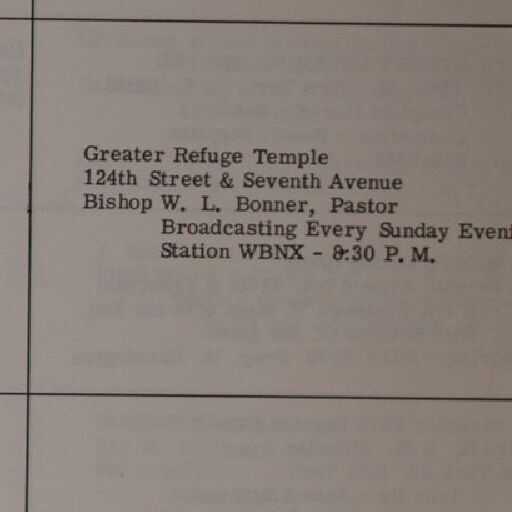 Greater Refuge Temple
124th Street & Seventh Avenue
Bishop W. L. Bonner, Pastor
Broadcasting Every Sunday Eveni
Station WBNX - 8:30 P. M.